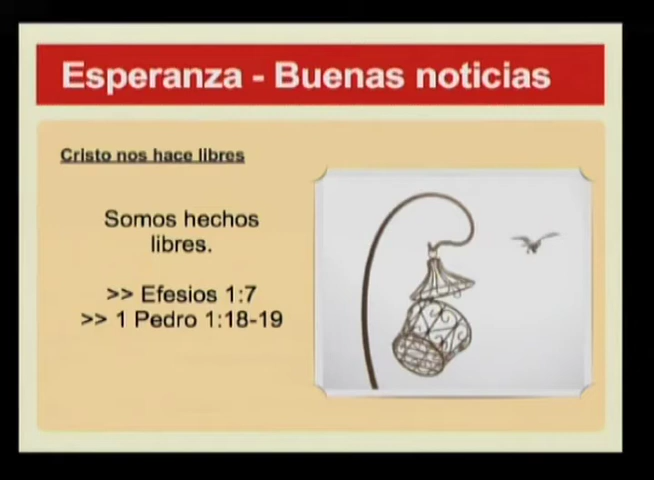 Esperanza - Buenas noticias
Cristo nos hace libres
Somos hechos
libres.
>> Efesios 1:7
>> 1 Pedro 1:18-19